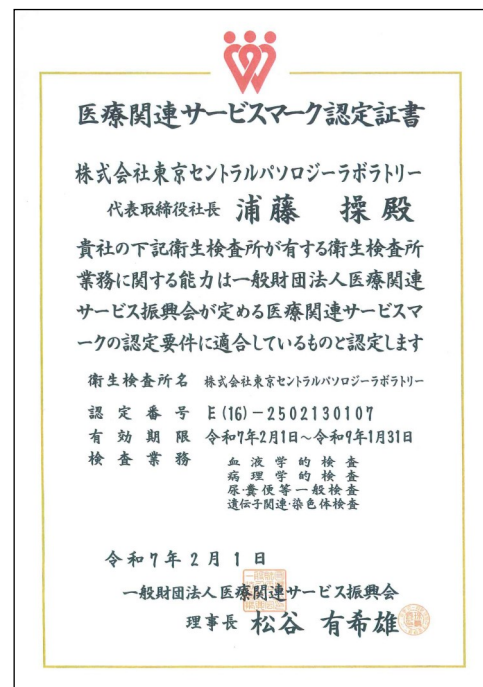 医療関連サービスマーク認定証書
株式会社東京セントラルパソロジーラボラトリー
代表取締役社長 浦藤 操 殿
貴社の下記衛生検査所が有する衛生検査所
業務に関する能力は一般財団法人医療関連
サービス振興会が定める医療関連サービスマ
ークの認定要件に適合しているものと認定します
衛生検査所名 株式会社東京セントラルパソロジーラボラトリー
認定番号 E(16)-2502130107
有効期限 令和7年2月1日~令和9年1月31日
検査業務 血液学的検査
病理学的検査
尿・糞便等一般検査
遺伝子関連・染色体検査
令和7年2月1日
一般財団法人医療関連サービス振興会
理事長 松谷 有希雄